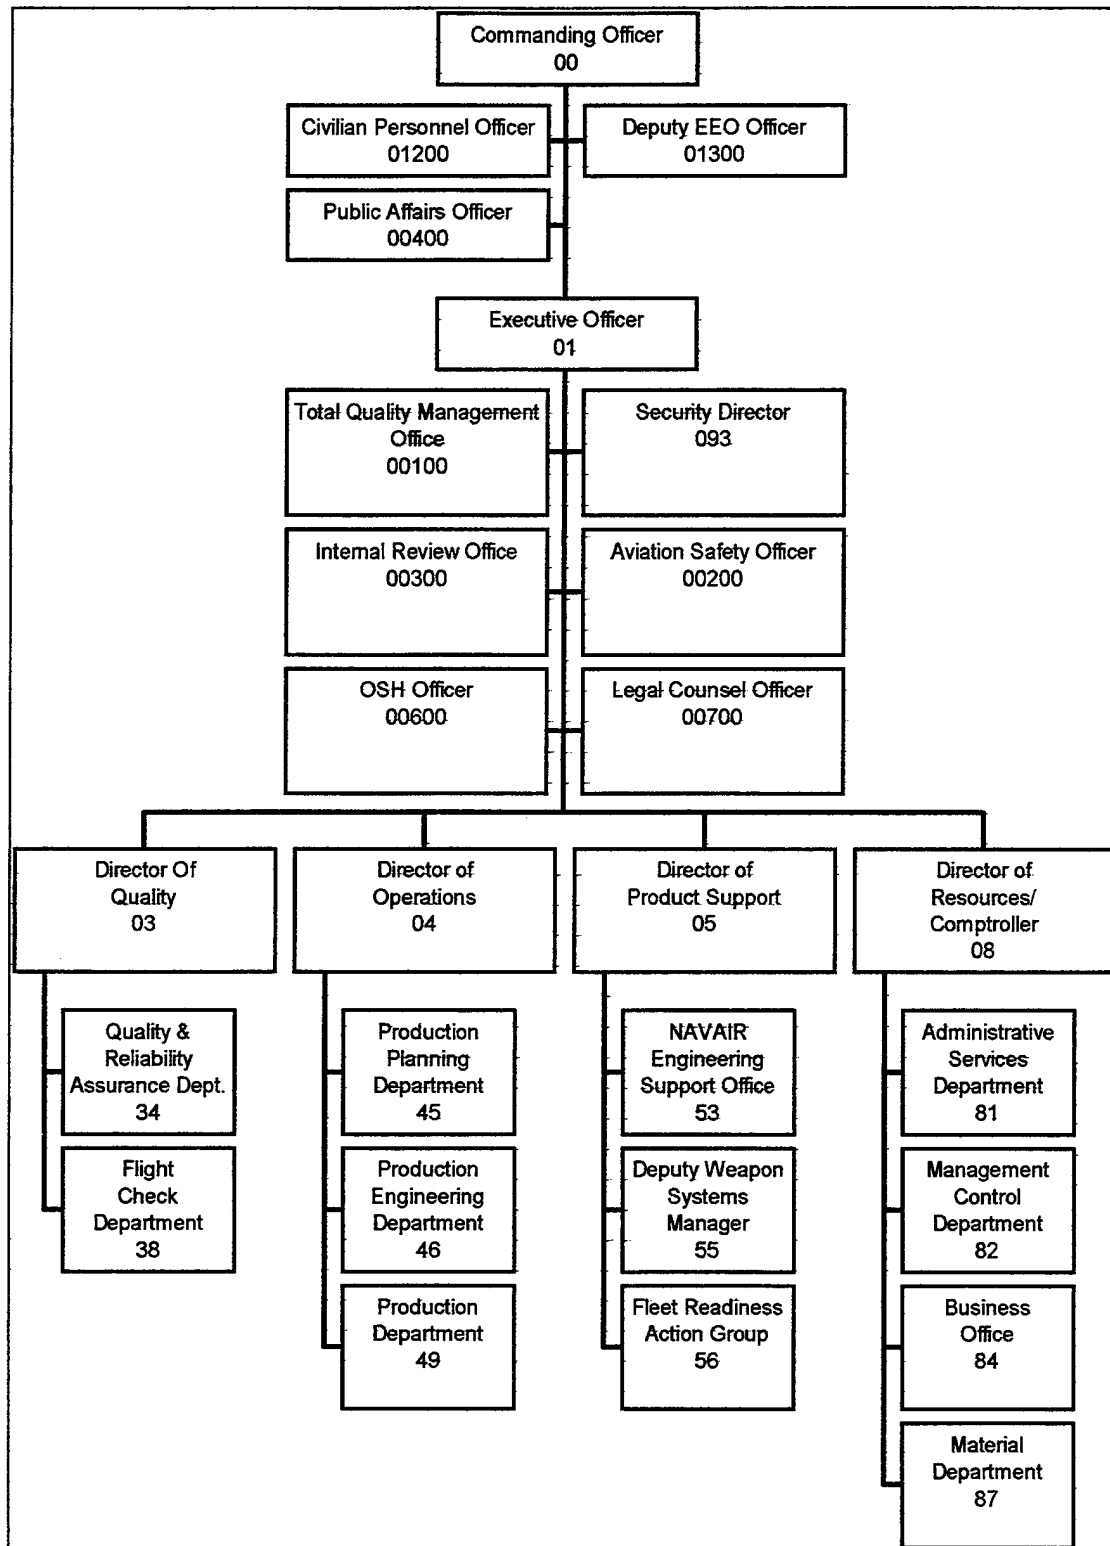 Commanding Officer
00
Civilian Personnel Officer
01200
Deputy EEO Officer
01300
Public Affairs Officer
00400
Executive Officer
01
Total Quality Management
Office
00100
Security Director
093
Internal Review Office
00300
Aviation Safety Officer
00200
OSH Officer
00600
Legal Counsel Officer
00700
Director Of
Quality
03
Director of
Operations
04
Director of
Product Support
05
Director of
Resources/
Comptroller
08
Quality &
Reliability
Assurance Dept.
34
Flight
Check
Department
38
Production
Planning
Department
45
Production
Engineering
Department
46
Production
Department
49
NAVAIR
Engineering
Support Office
53
Deputy Weapon
Systems
Manager
55
Fleet Readiness
Action Group
56
Administrative
Services
Department
81
Management
Control
Department
82
Business
Office
84
Material
Department
87